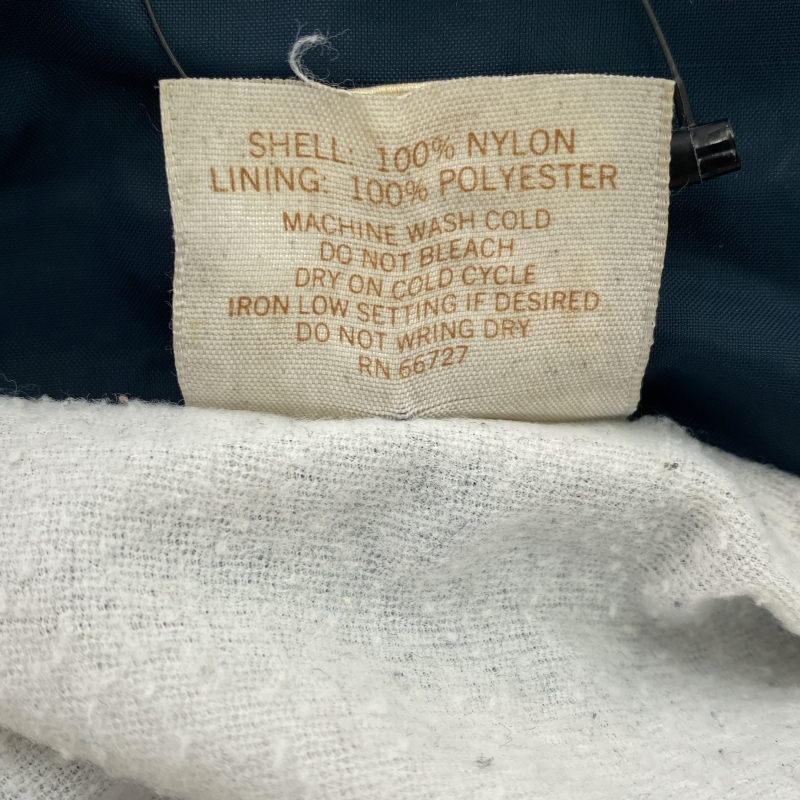 SHELL: 100% NYLON
LINING: 100% POLYESTER
MACHINE WASH COLD
DO NOT BLEACH
DRY ON COLD CYCLE
IRON LOW SETTING IF DESIRED
DO NOT WRING DRY
RN 66727